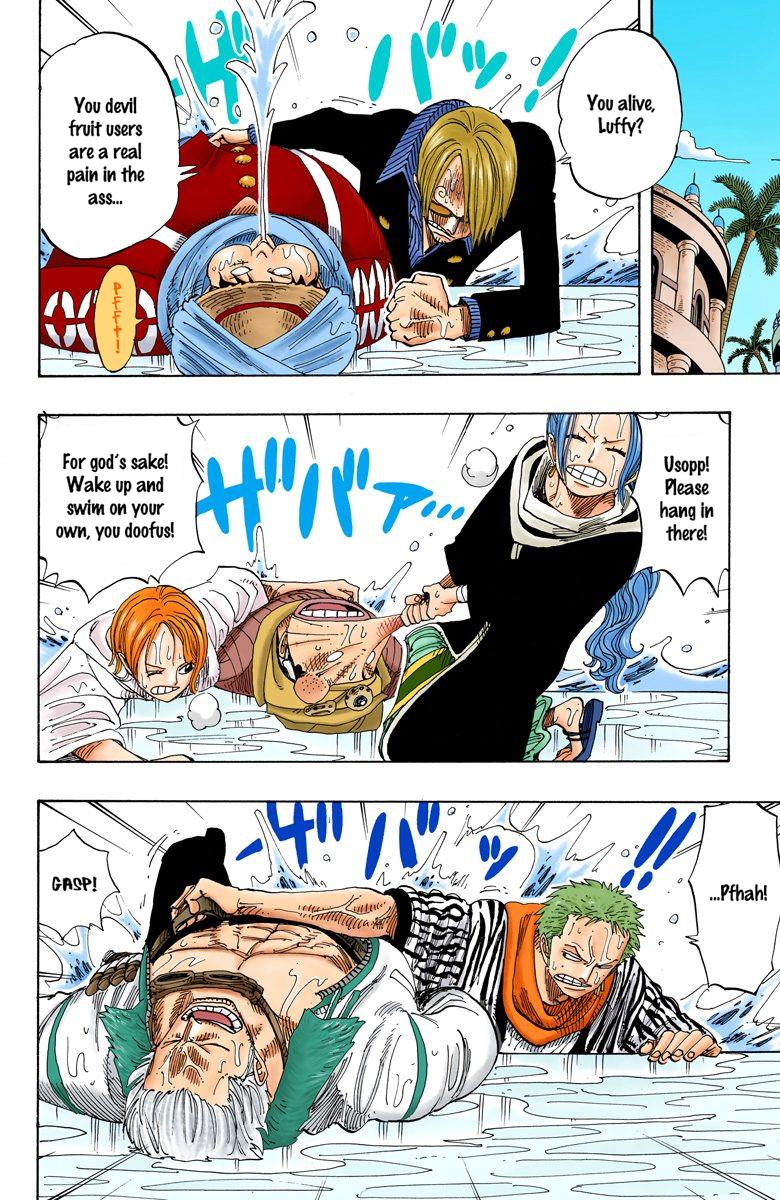 You alive,
Luffy?
ザバッ!
You devil
fruit users
are a real
pain in the
ass...
PFFt!
Usopp!
Please
hang in
there!
ザバァ...
For god's sake!
Wake up and
swim on your
own, you doofus!
...Pfhah!
ザバッ!!
GASP!